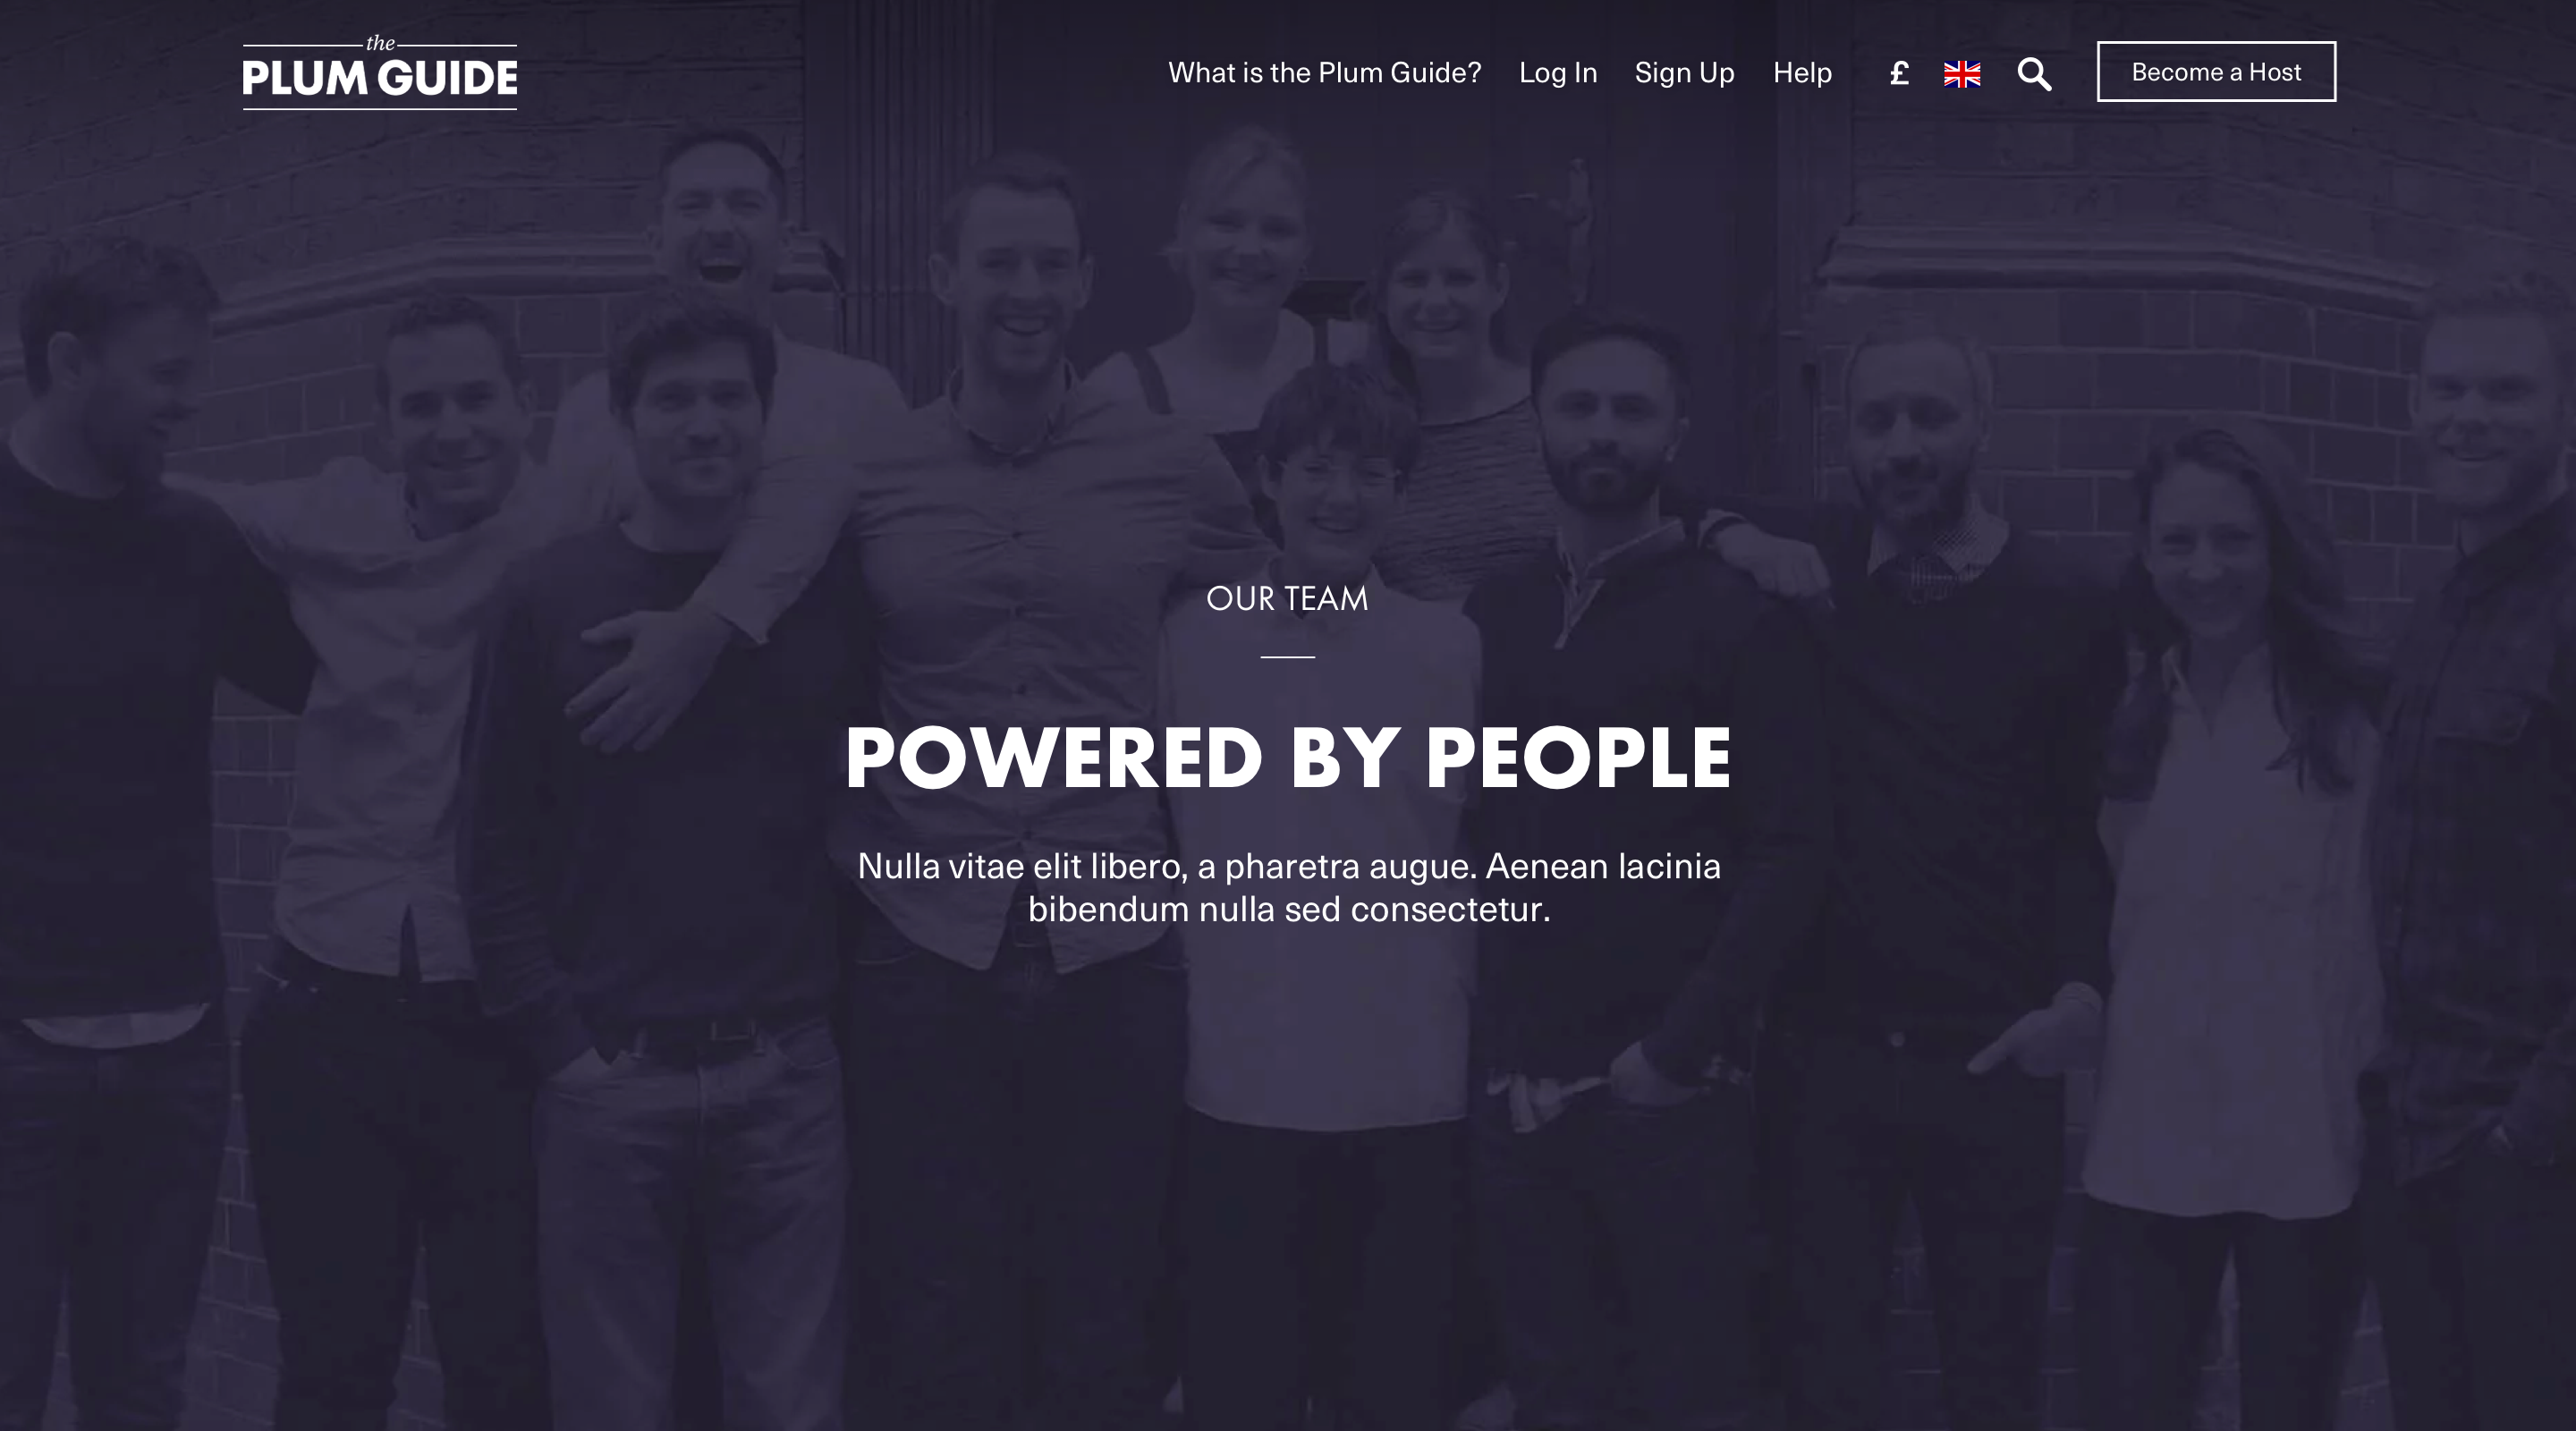 the
PLUM GUIDE
What is the Plum Guide? Log In Sign Up Help £ Become a Host
OUR TEAM
POWERED BY PEOPLE
Nulla vitae elit libero, a pharetra augue. Aenean lacinia
bibendum nulla sed consectetur.